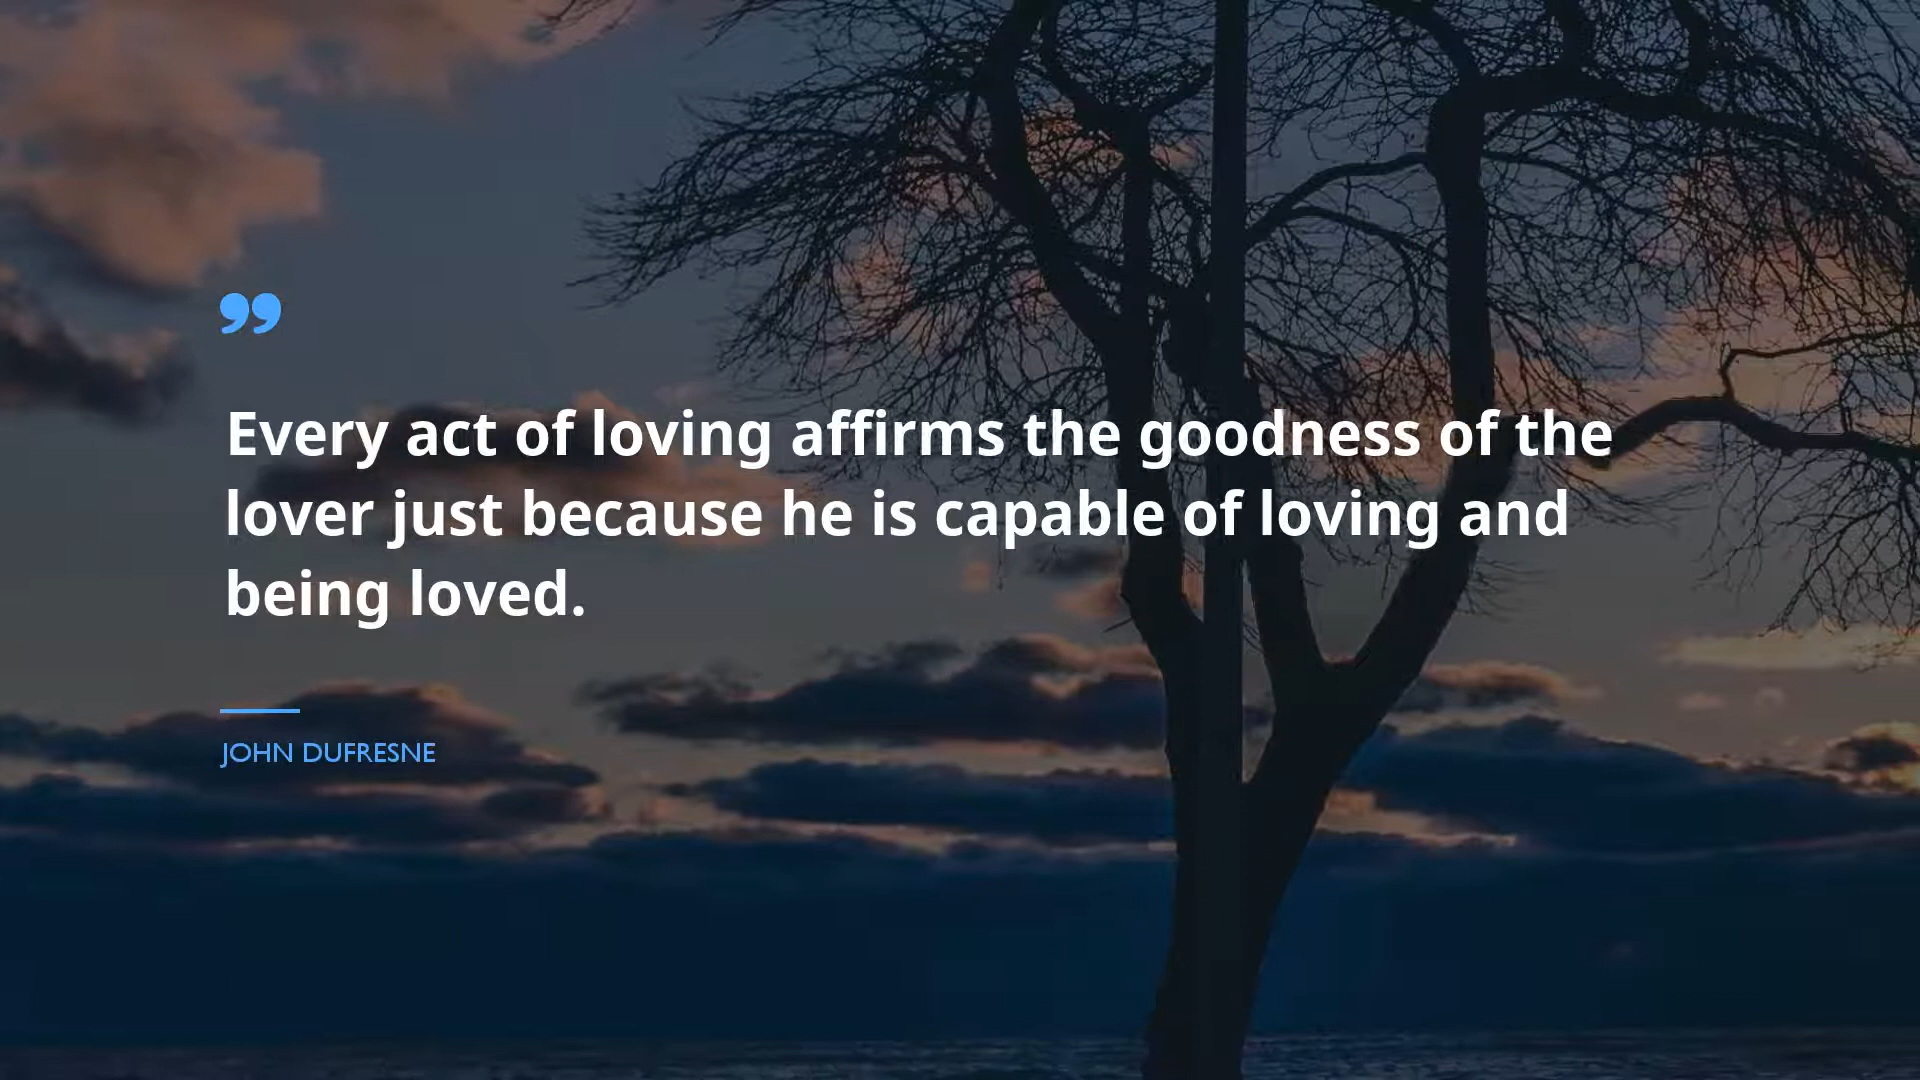 ”
Every act of loving affirms the goodness of the
lover just because he is capable of loving and
being loved.
JOHN DUFRESNE